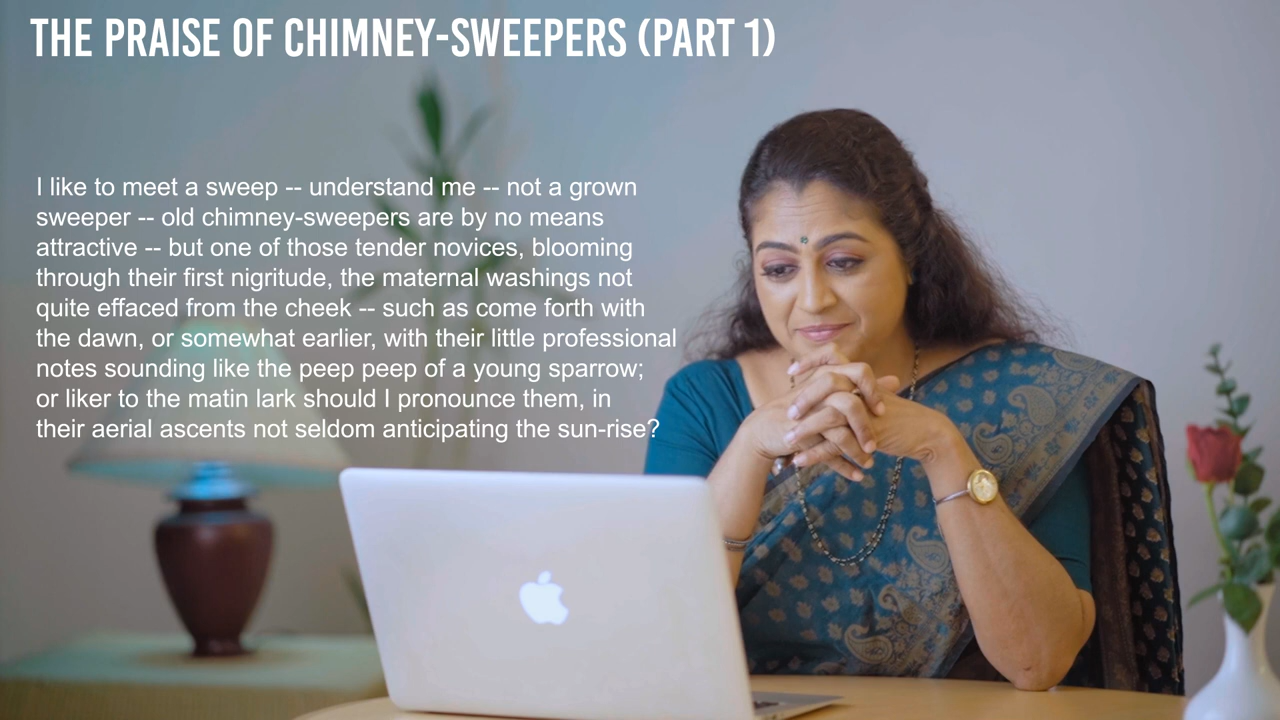 THE PRAISE OF CHIMNEY-SWEEPERS (PART 1)
I like to meet a sweep -- understand me -- not a grown
sweeper -- old chimney-sweepers are by no means
attractive -- but one of those tender novices, blooming
through their first nigritude, the maternal washings not
quite effaced from the cheek -- such as come forth with
the dawn, or somewhat earlier, with their little professional
notes sounding like the peep peep of a young sparrow;
or liker to the matin lark should I pronounce them, in
their aerial ascents not seldom anticipating the sun-rise?